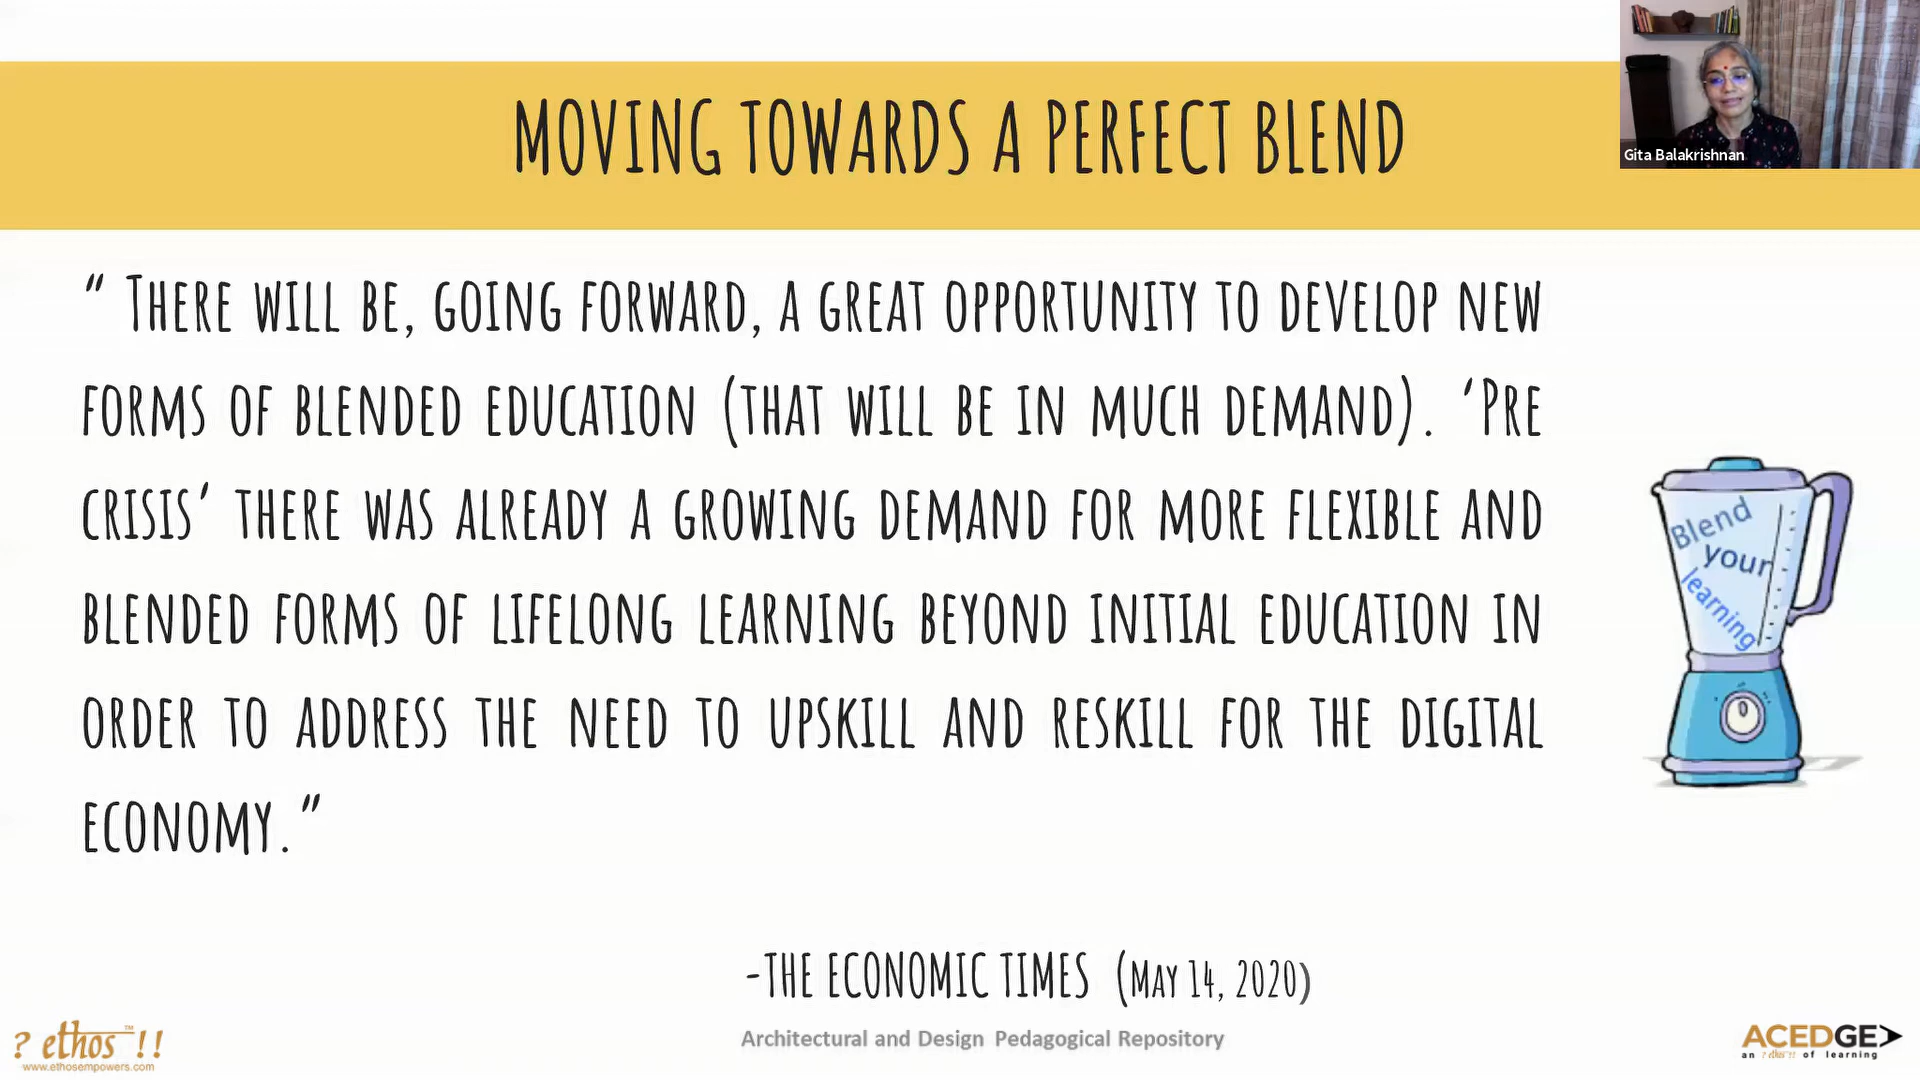 MOVING TOWARDS A PERFECT BLEND
Gita Balakrishnan
“ THERE WILL BE, GOING FORWARD, A GREAT OPPORTUNITY TO DEVELOP NEW
FORMS OF BLENDED EDUCATION (THAT WILL BE IN MUCH DEMAND). ‘PRE
CRISIS’ THERE WAS ALREADY A GROWING DEMAND FOR MORE FLEXIBLE AND
BLENDED FORMS OF LIFELONG LEARNING BEYOND INITIAL EDUCATION IN
ORDER TO ADDRESS THE NEED TO UPSKILL AND RESKILL FOR THE DIGITAL
ECONOMY.”
Blend
your
learning
-THE ECONOMIC TIMES (MAY 14, 2020)
? ethos™!!
www.ethosempowers.com
Architectural and Design Pedagogical Repository
ACEDGE
an ? ethos!! of learning